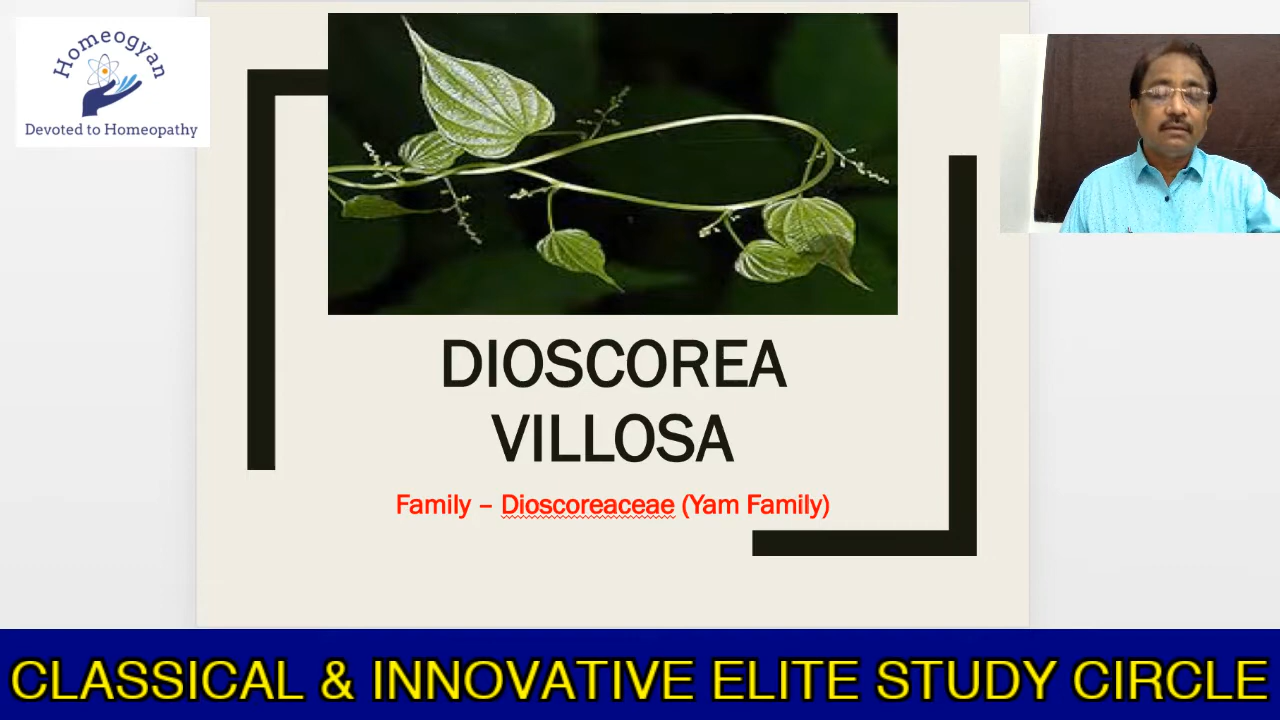 Homeogyan
Devoted to Homeopathy
DIOSCOREA
VILLOSA
Family – Dioscoreaceae (Yam Family)
CLASSICAL & INNOVATIVE ELITE STUDY CIRCLE